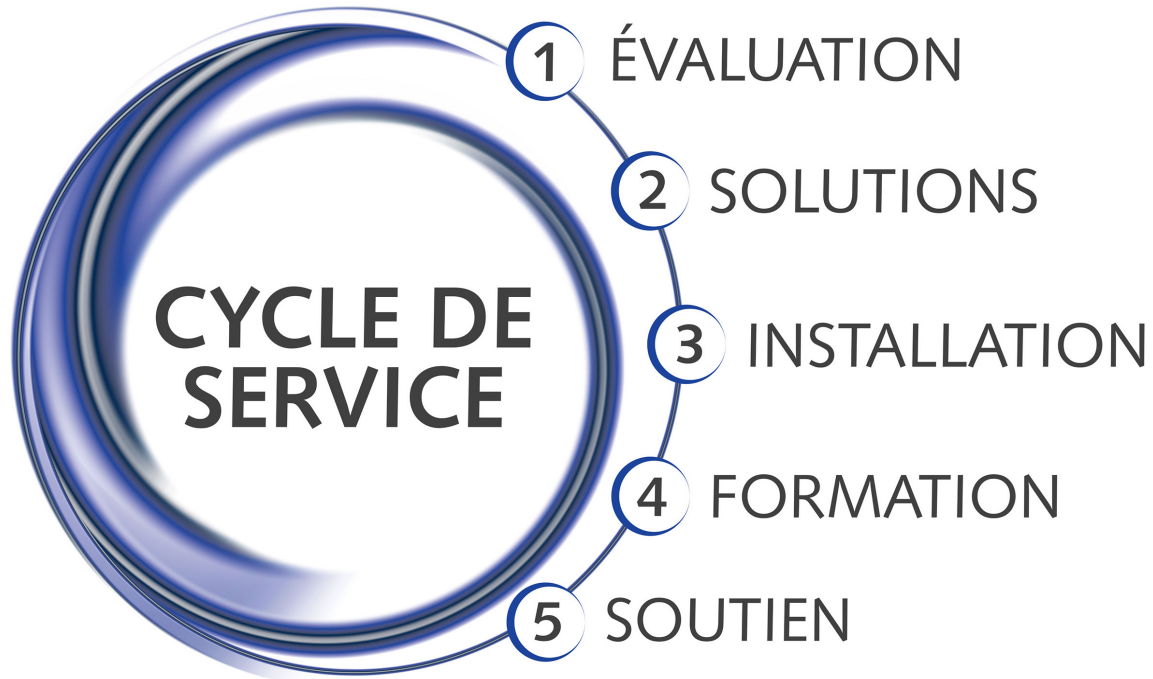 CYCLE DE
SERVICE
1 ÉVALUATION
2 SOLUTIONS
3 INSTALLATION
4 FORMATION
5 SOUTIEN